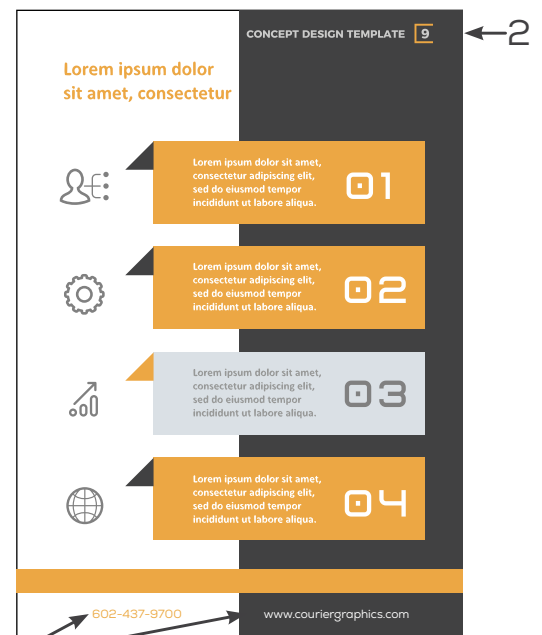 CONCEPT DESIGN TEMPLATE 9
2
Lorem ipsum dolor
sit amet, consectetur
Lorem ipsum dolor sit amet,
consectetur adipiscing elit,
sed do eiusmod tempor
incididunt ut labore aliqua.
01
Lorem ipsum dolor sit amet,
consectetur adipiscing elit,
sed do eiusmod tempor
incididunt ut labore aliqua.
02
Lorem ipsum dolor sit amet,
consectetur adipiscing elit,
sed do eiusmod tempor
incididunt ut labore aliqua.
03
Lorem ipsum dolor sit amet,
consectetur adipiscing elit,
sed do eiusmod tempor
incididunt ut labore aliqua.
04
602-437-9700
www.couriergraphics.com